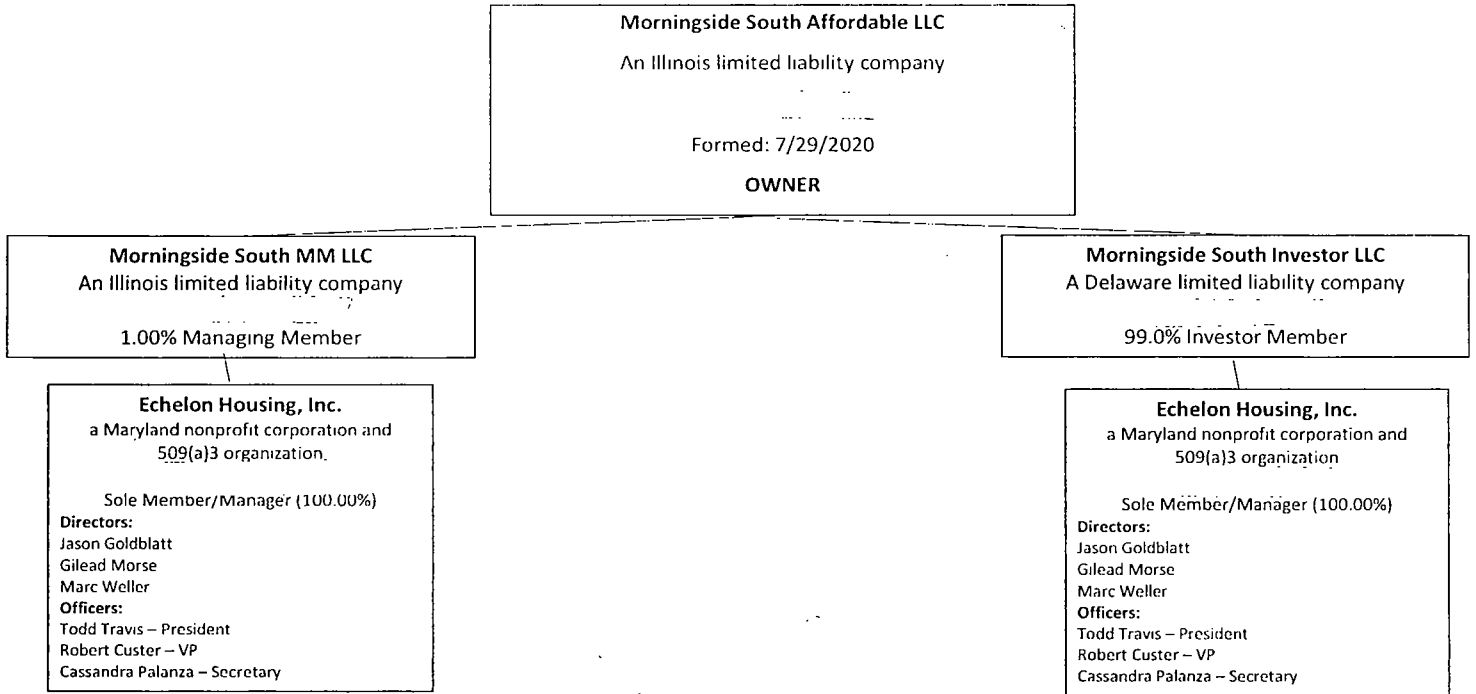 Morningside South Affordable LLC
An Illinois limited liability company
Formed: 7/29/2020
OWNER
Morningside South MM LLC
An Illinois limited liability company
1.00% Managing Member
Morningside South Investor LLC
A Delaware limited liability company
99.0% Investor Member
Echelon Housing, Inc.
a Maryland nonprofit corporation and
509(a)3 organization
Sole Member/Manager (100.00%)
Directors:
Jason Goldblatt
Gilead Morse
Marc Weller
Officers:
Todd Travis – President
Robert Custer – VP
Cassandra Palanza – Secretary
Echelon Housing, Inc.
a Maryland nonprofit corporation and
509(a)3 organization
Sole Member/Manager (100.00%)
Directors:
Jason Goldblatt
Gilead Morse
Marc Weller
Officers:
Todd Travis – President
Robert Custer – VP
Cassandra Palanza – Secretary